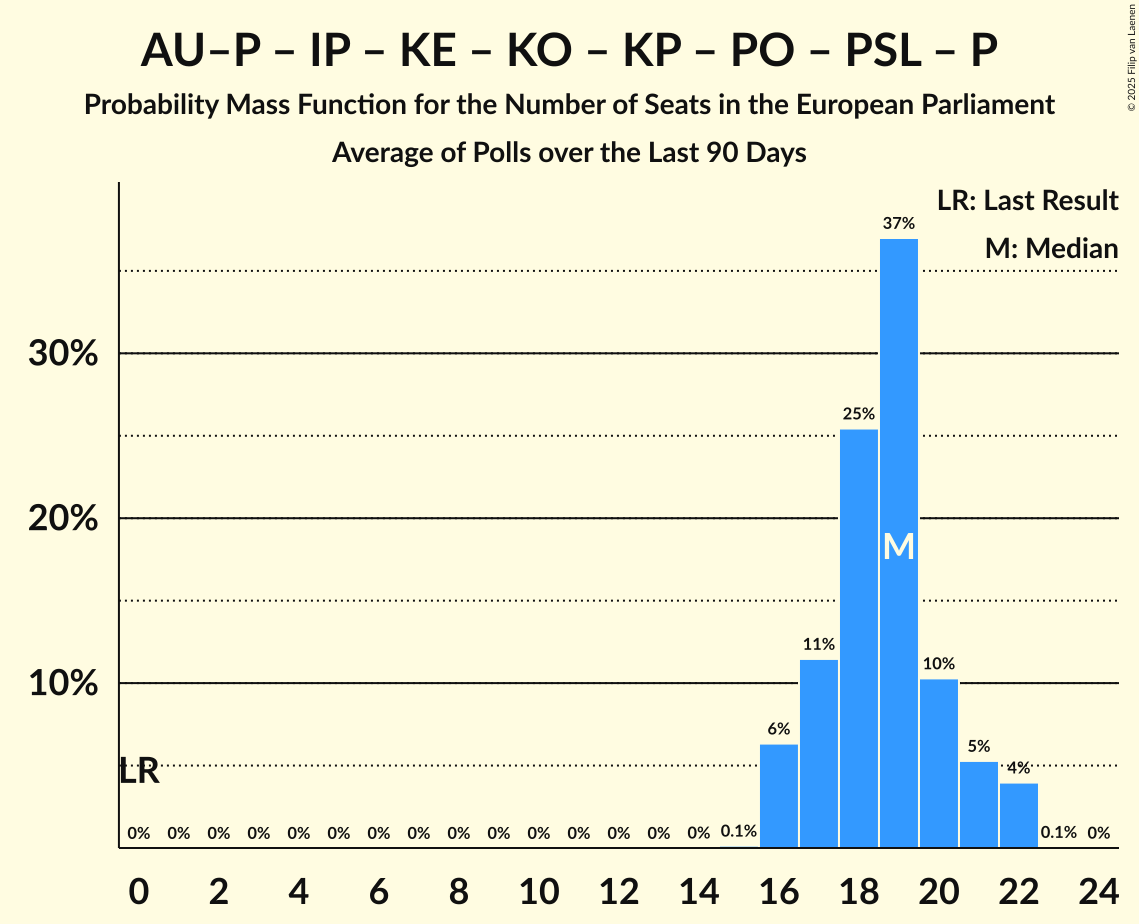 AU–P – IP – KE – KO – KP – PO – PSL – P
Probability Mass Function for the Number of Seats in the European Parliament
Average of Polls over the Last 90 Days
© 2025 Filip van Laenen
LR: Last Result
M: Median
30%
20%
10%
37%
25%
M
11%
10%
6%
5%
4%
LR
0% 0% 0% 0% 0% 0% 0% 0% 0% 0% 0% 0% 0% 0% 0% 0.1% 0.1% 0%
0 2 4 6 8 10 12 14 16 18 20 22 24